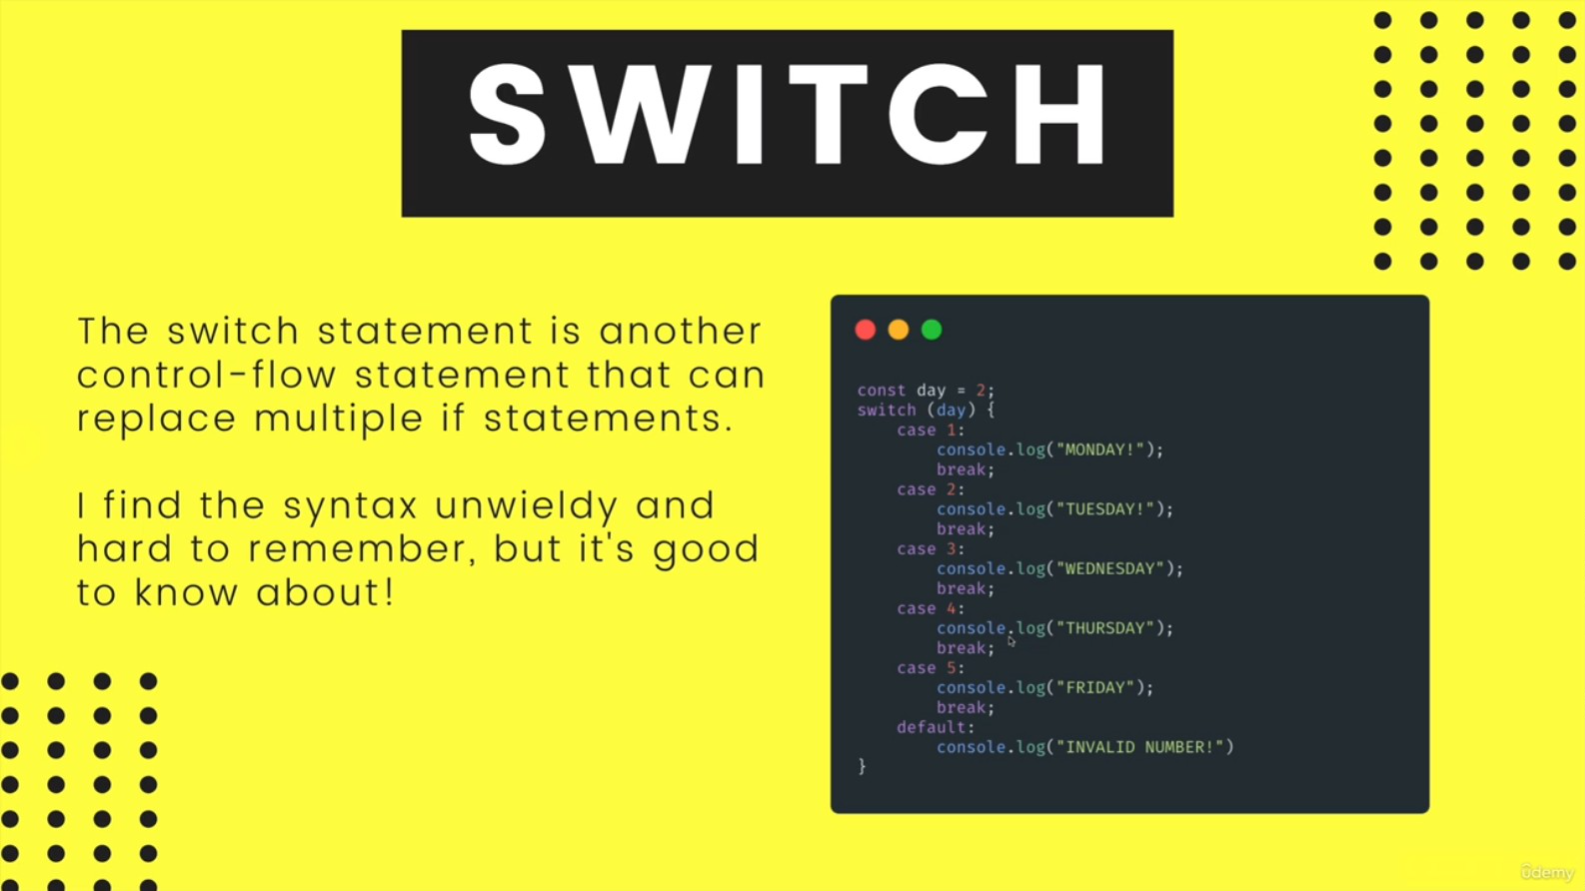 SWITCH
The switch statement is another
control-flow statement that can
replace multiple if statements.
I find the syntax unwieldy and
hard to remember, but it's good
to know about!
const day = 2;
switch (day) {
    case 1:
        console.log("MONDAY!");
        break;
    case 2:
        console.log("TUESDAY!");
        break;
    case 3:
        console.log("WEDNESDAY");
        break;
    case 4:
        console.log("THURSDAY");
        break;
    case 5:
        console.log("FRIDAY");
        break;
    default:
        console.log("INVALID NUMBER!")
}
ûdemy